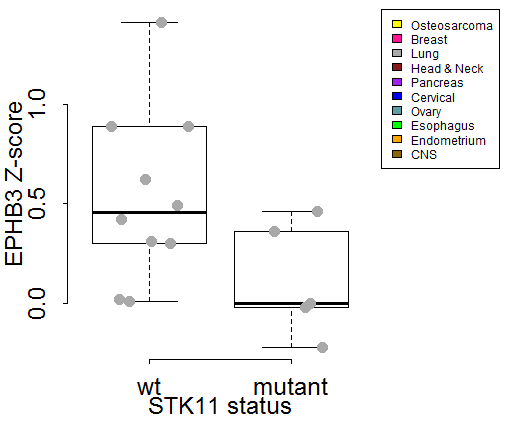 Osteosarcoma
Breast
Lung
Head & Neck
Pancreas
Cervical
Ovary
Esophagus
Endometrium
CNS
EPHB3 Z-score
1.0
0.5
0.0
wt mutant
STK11 status